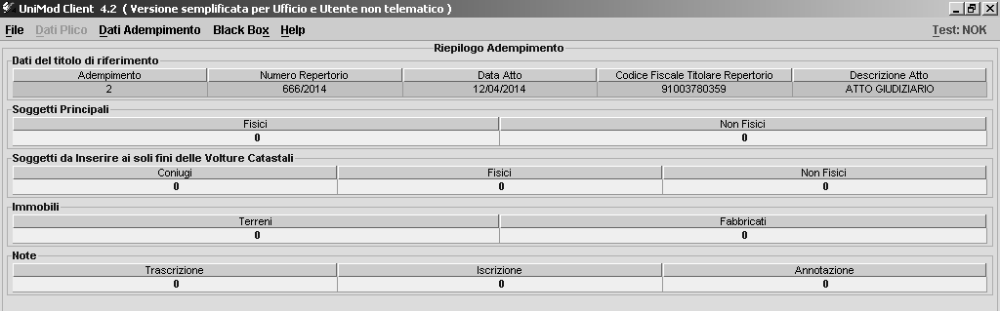 UniMod Client 4.2 ( Versione semplificata per Ufficio e Utente non telematico )
File Dati Plico Dati Adempimento Black Box Help Test: NOK
Riepilogo Adempimento
Dati del titolo di riferimento
Adempimento Numero Repertorio Data Atto Codice Fiscale Titolare Repertorio Descrizione Atto
2 666/2014 12/04/2014 91003780359 ATTO GIUDIZIARIO
Soggetti Principali
Fisici Non Fisici
0 0
Soggetti da Inserire ai soli fini delle Volture Catastali
Coniugi Fisici Non Fisici
0 0 0
Immobili
Terreni Fabbricati
0 0
Note
Trascrizione Iscrizione Annotazione
0 0 0